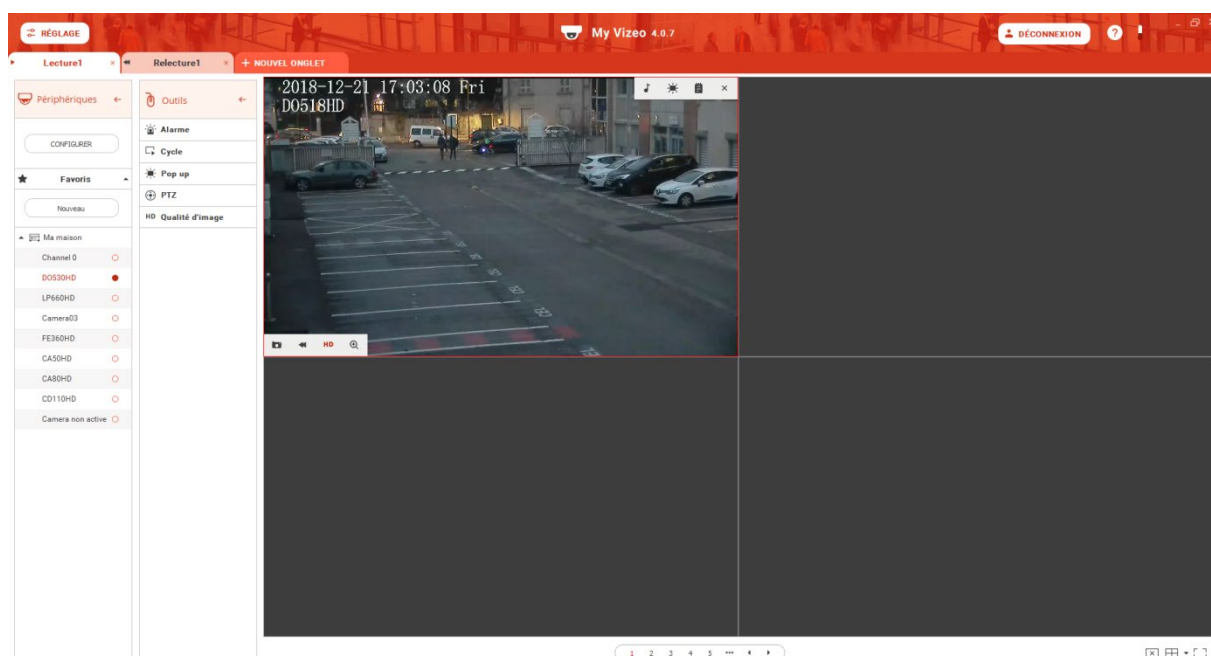 RÉGLAGE
My Vizeo 4.0.7
DÉCONNEXION
?
Lecture1 ×
Relecture1 ×
+ NOUVEL ONGLET
Périphériques
CONFIGURER
Favoris
Nouveau
Ma maison
Channel 0
DO530HD
LP660HD
Camera03
FE360HD
CA50HD
CA80HD
CD110HD
Camera non active
Outils
Alarme
Cycle
Pop up
PTZ
HD Qualité d'image
2018-12-21 17:03:08 Fri
DO518HD
HD
1 2 3 4 5 •••